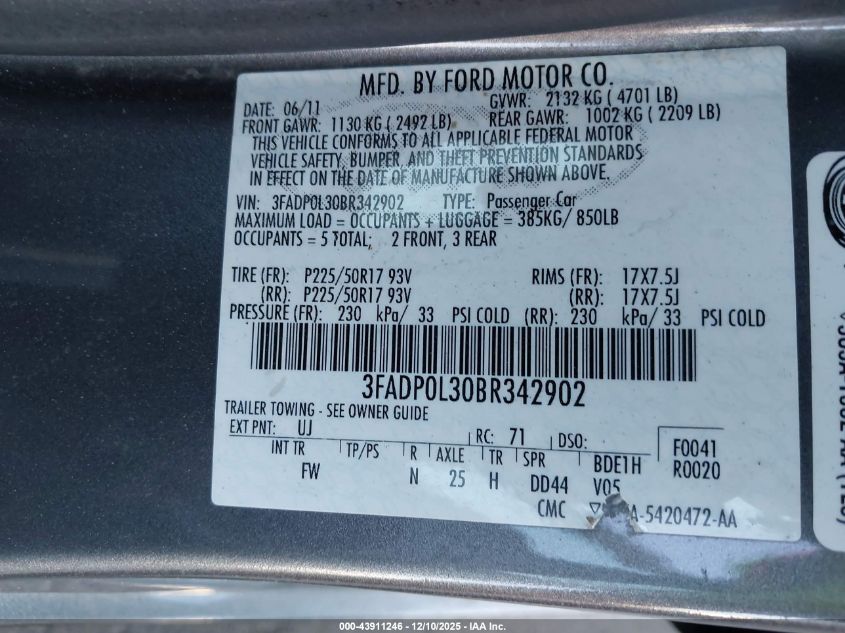 MFD. BY FORD MOTOR CO.
DATE: 06/11 GVWR: 2132 KG ( 4701 LB)
FRONT GAWR: 1130 KG ( 2492 LB) REAR GAWR: 1002 KG ( 2209 LB)
THIS VEHICLE CONFORMS TO ALL APPLICABLE FEDERAL MOTOR
VEHICLE SAFETY, BUMPER, AND THEFT PREVENTION STANDARDS
IN EFFECT ON THE DATE OF MANUFACTURE SHOWN ABOVE.
VIN: 3FADP0L30BR342902 TYPE: Passenger Car
MAXIMUM LOAD = OCCUPANTS + LUGGAGE = 385KG/ 850LB
OCCUPANTS = 5 TOTAL; 2 FRONT, 3 REAR
TIRE (FR): P225/50R17 93V RIMS (FR): 17X7.5J
(RR): P225/50R17 93V (RR): 17X7.5J
PRESSURE (FR): 230 kPa/ 33 PSI COLD (RR): 230 kPa/ 33 PSI COLD
3FADP0L30BR342902
TRAILER TOWING - SEE OWNER GUIDE
EXT PNT: UJ RC: 71 DSO: F0041
INT TR TP/PS R AXLE TR SPR BDE1H R0020
FW N 25 H DD44 V05
CMC A-5420472-AA
000-43911246 - 12/10/2025 - IAA Inc.